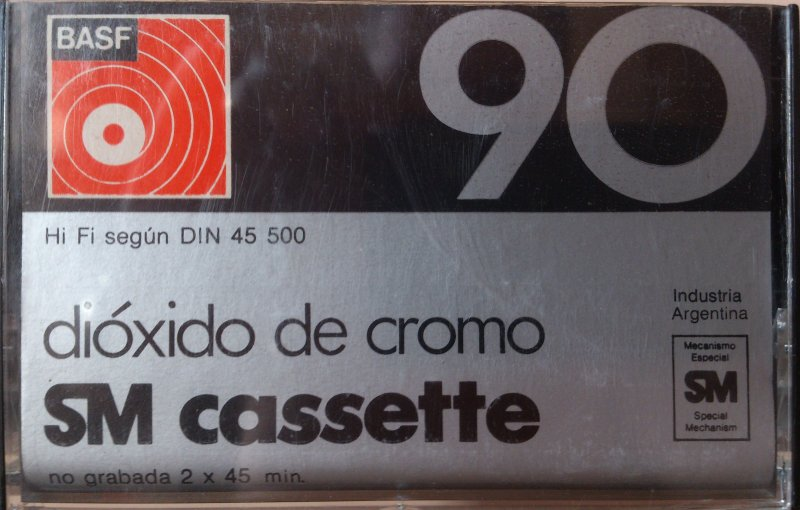 BASF
90
Hi Fi según DIN 45 500
dióxido de cromo
SM cassette
no grabada 2 x 45 min.
Industria
Argentina
Mecanismo
Especial
SM
Special
Mechanism